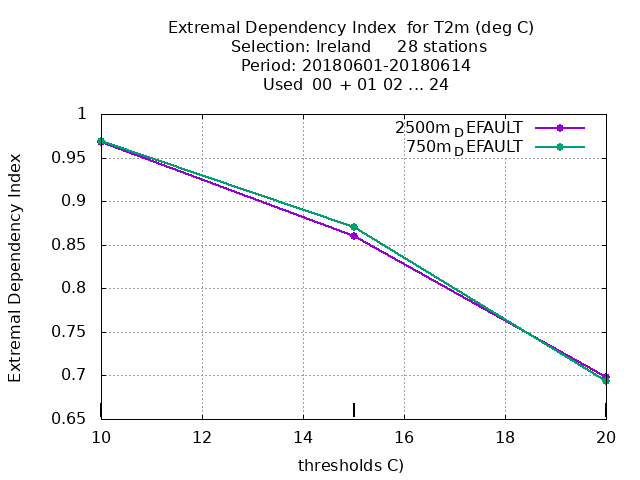 Extremal Dependency Index  for T2m (deg C)
Selection: Ireland     28 stations
Period: 20180601-20180614
Used  00 + 01 02 ... 24
2500m_DEFAULT
750m_DEFAULT
Extremal Dependency Index
1
0.95
0.9
0.85
0.8
0.75
0.7
0.65
10 12 14 16 18 20
thresholds C)